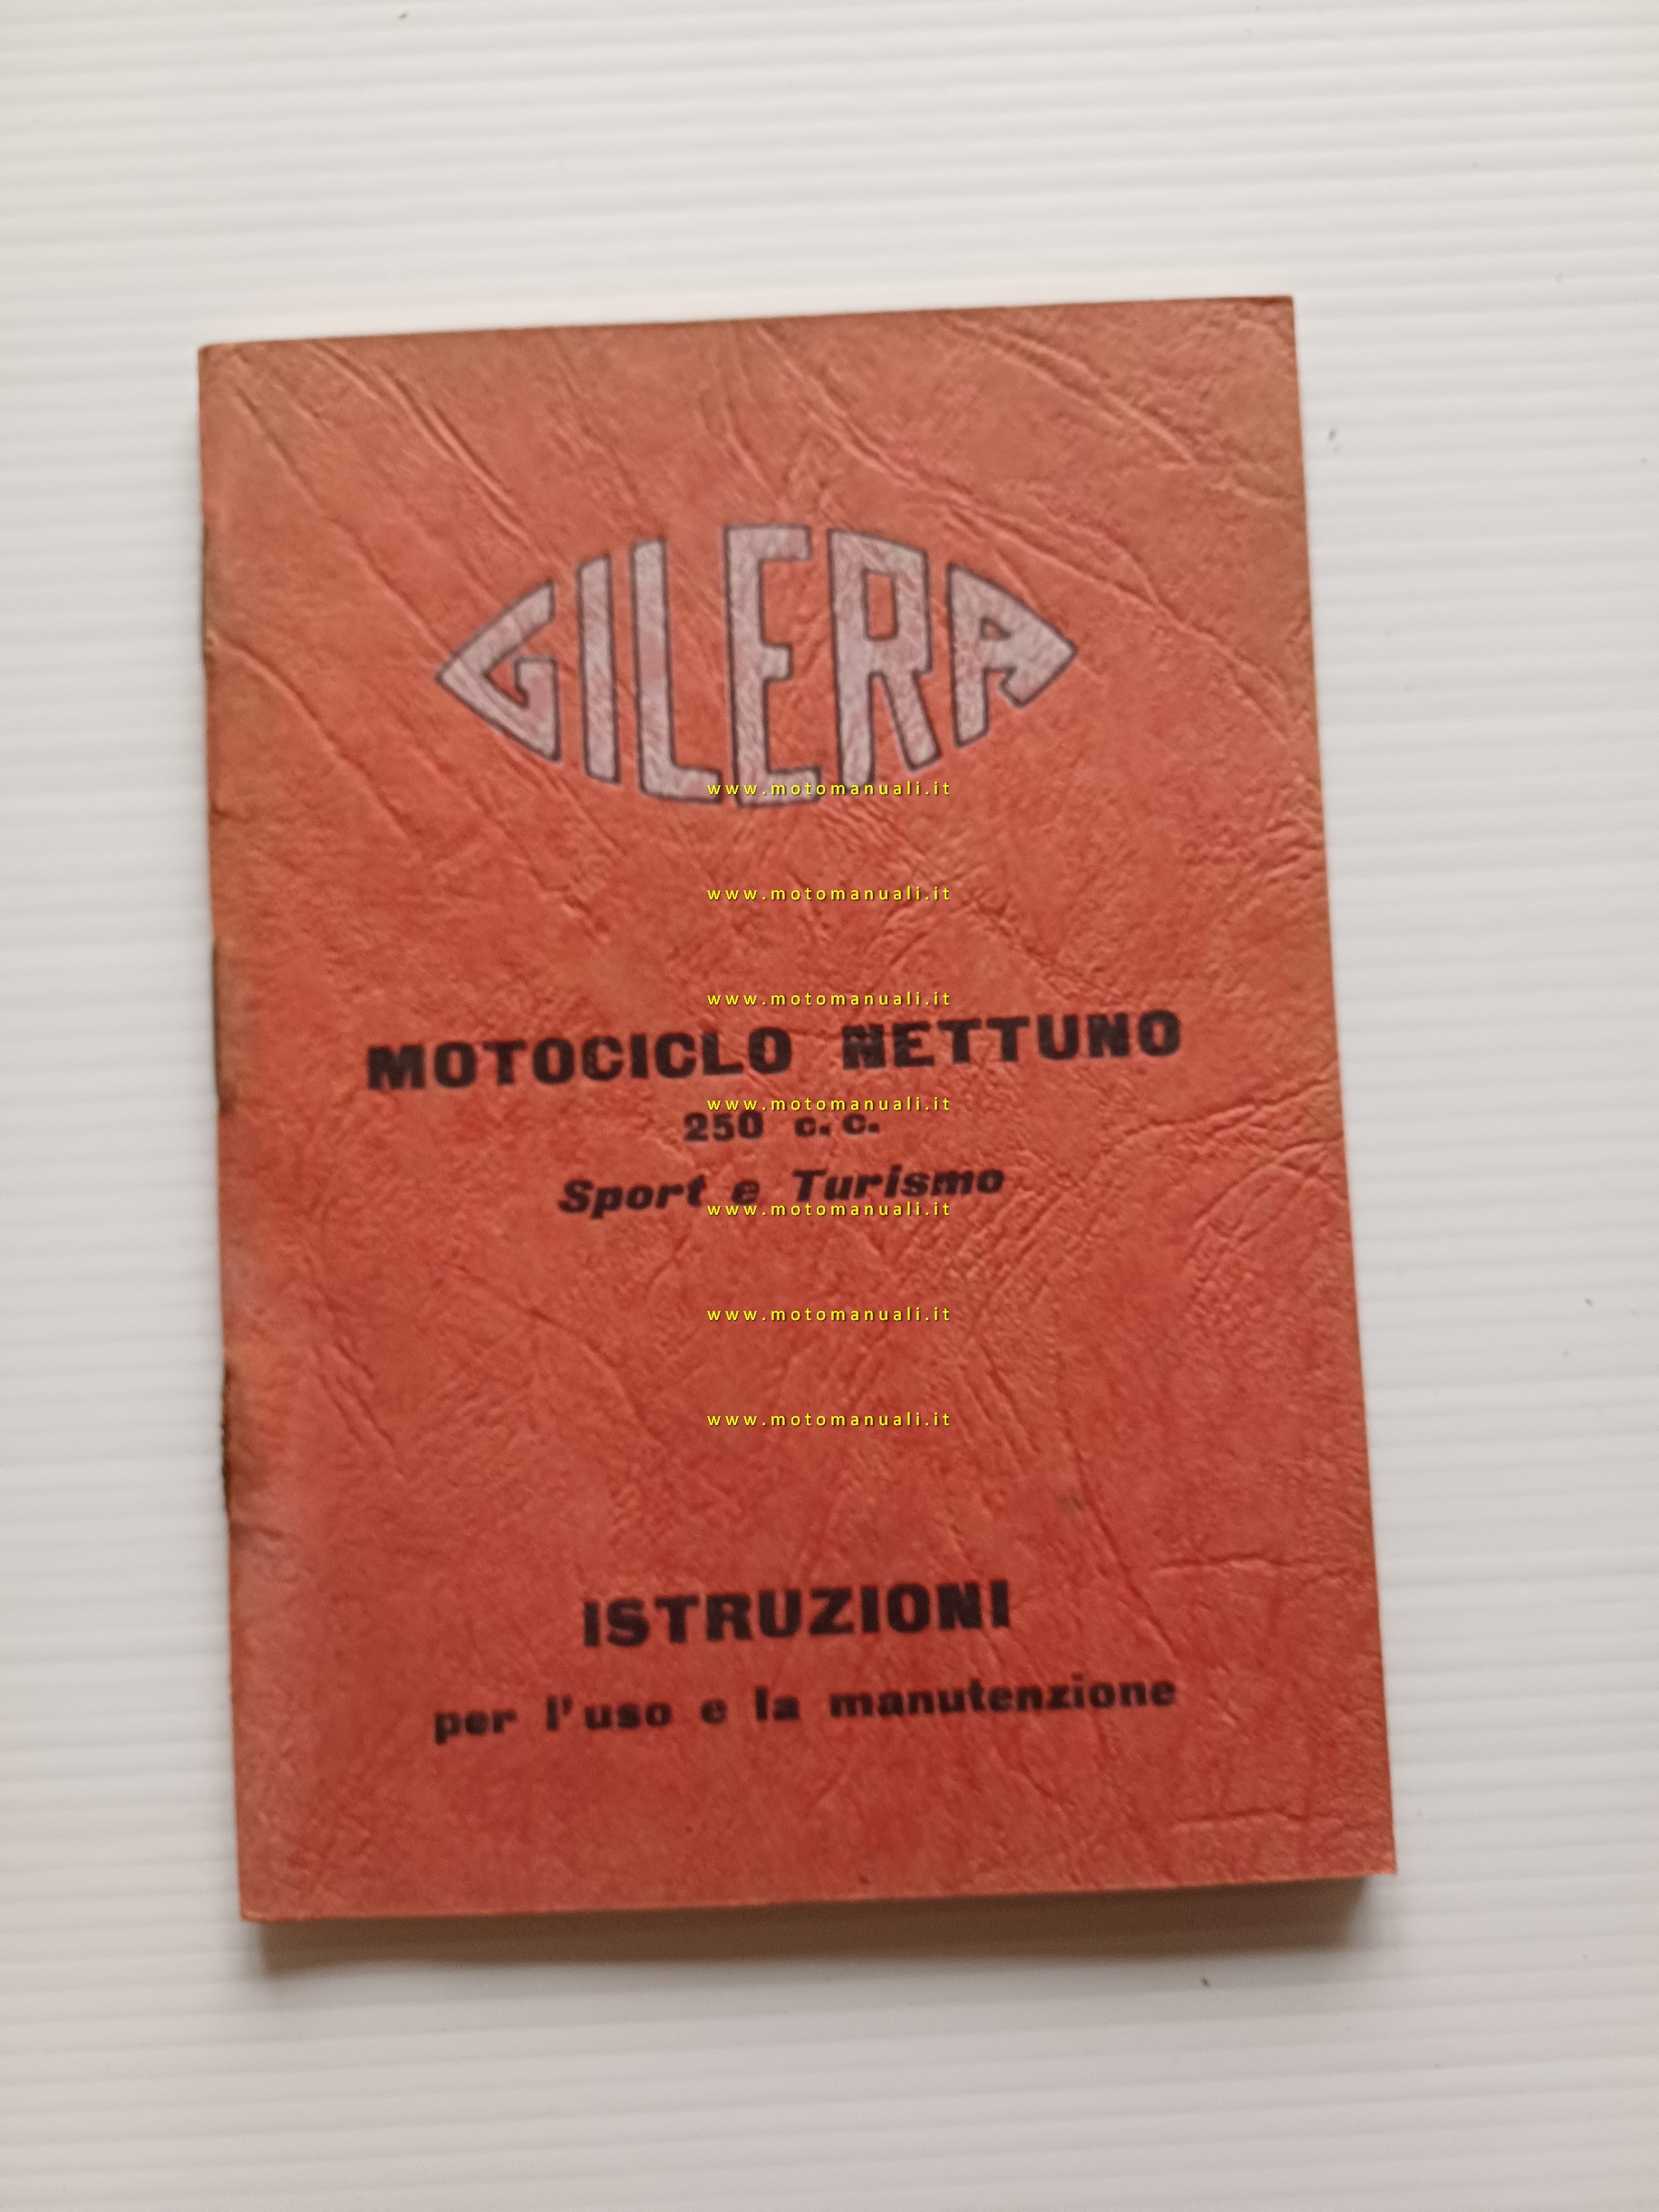 GILERA
www.motomanuali.it
www.motomanuali.it
www.motomanuali.it
MOTOCICLO NETTUNO
www.motomanuali.it
250 c.c.
Sport e Turismo
www.motomanuali.it
www.motomanuali.it
www.motomanuali.it
ISTRUZIONI
per l'uso e la manutenzione